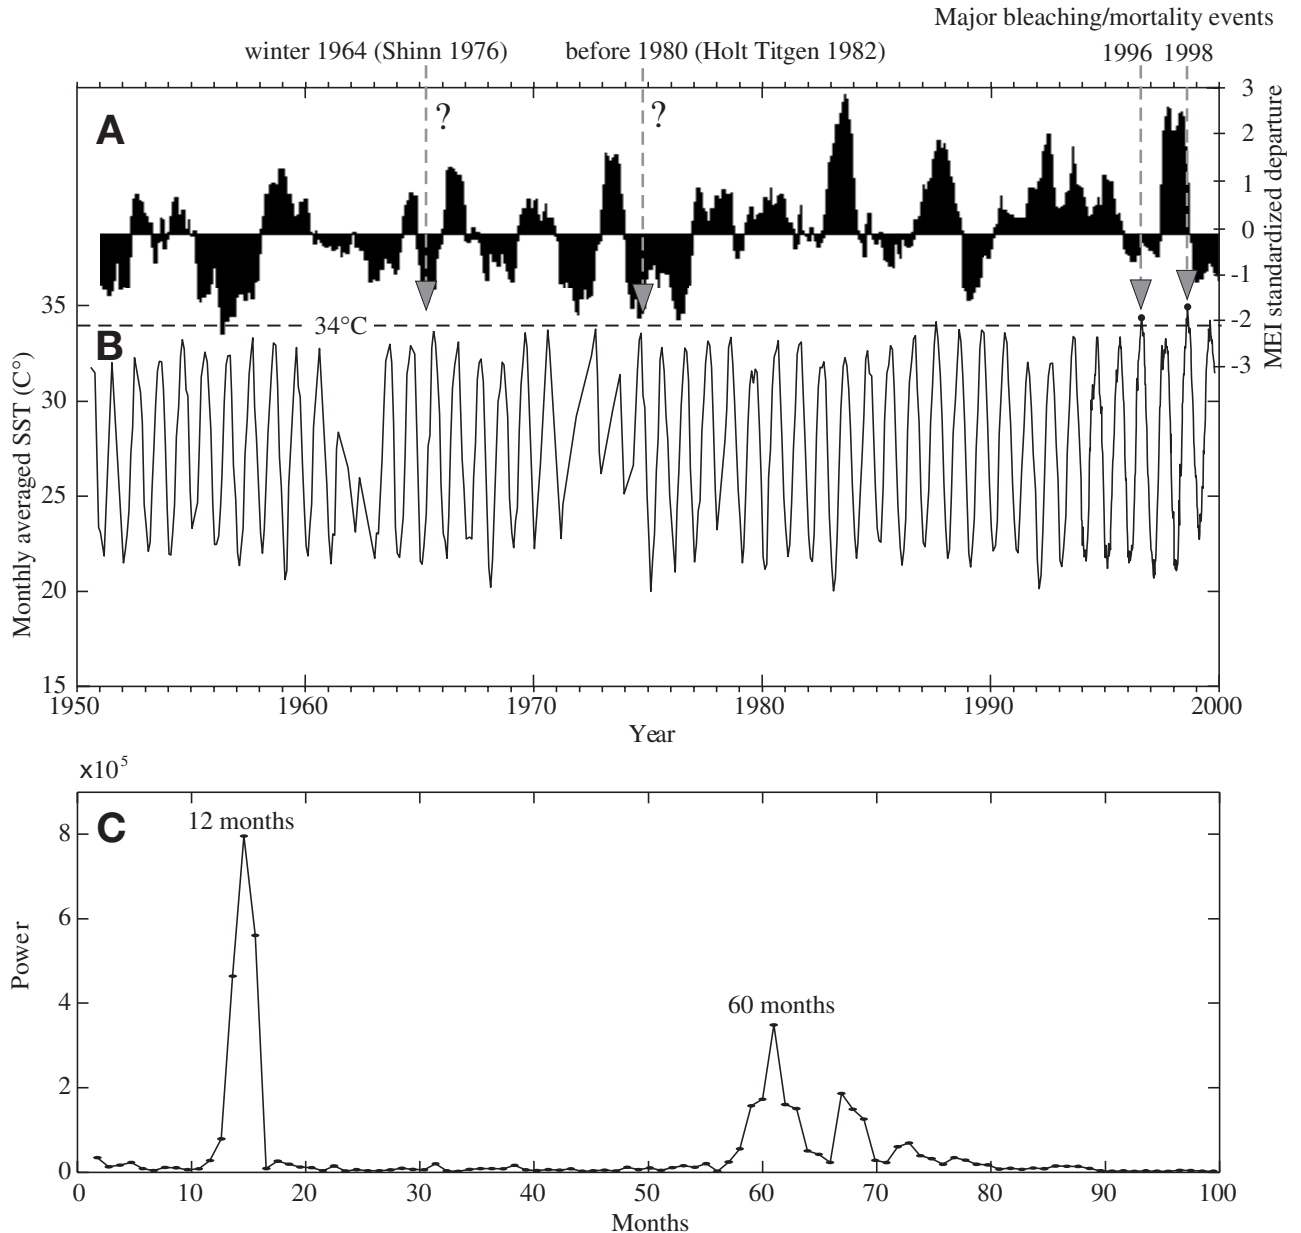 Major bleaching/mortality events
winter 1964 (Shinn 1976)
before 1980 (Holt Titgen 1982)
1996 1998
A
?
?
3
2
1
0
-1
-2
-3
MEI standardized departure
34°C
B
35
30
25
20
15
Monthly averaged SST (C°)
1950 1960 1970 1980 1990 2000
Year
x10⁵
C
12 months
60 months
8
6
4
2
0
Power
0 10 20 30 40 50 60 70 80 90 100
Months